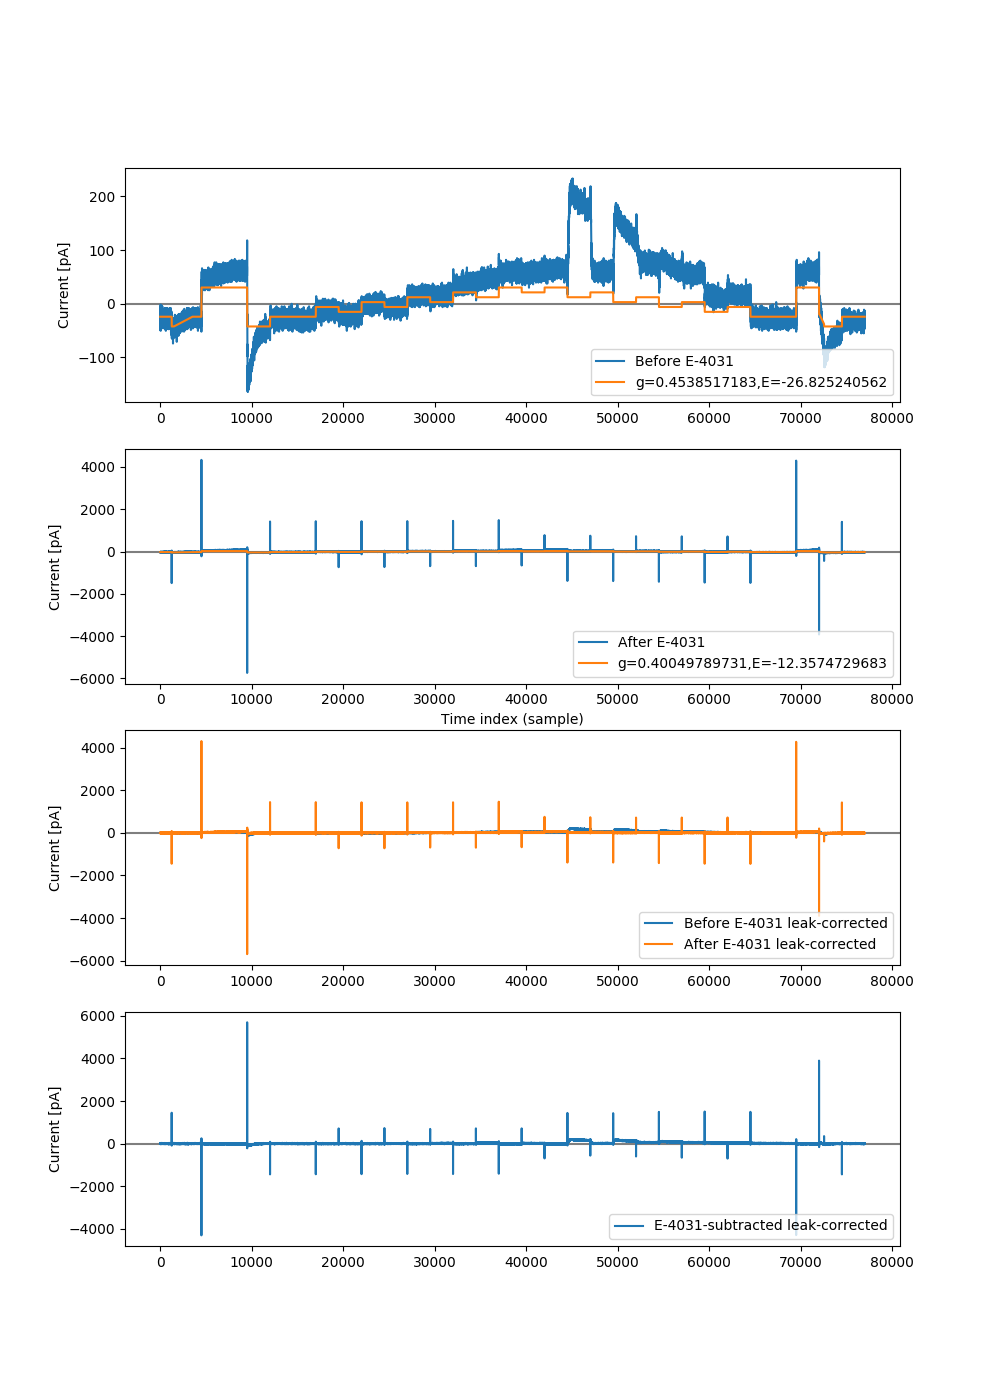 200
100
0
−100
Current [pA]
Before E-4031
g=0.4538517183,E=-26.825240562
0 10000 20000 30000 40000 50000 60000 70000 80000
4000
2000
0
−2000
−4000
−6000
Current [pA]
After E-4031
g=0.40049789731,E=-12.3574729683
0 10000 20000 30000 40000 50000 60000 70000 80000
Time index (sample)
4000
2000
0
−2000
−4000
−6000
Current [pA]
Before E-4031 leak-corrected
After E-4031 leak-corrected
0 10000 20000 30000 40000 50000 60000 70000 80000
6000
4000
2000
0
−2000
−4000
Current [pA]
E-4031-subtracted leak-corrected
0 10000 20000 30000 40000 50000 60000 70000 80000